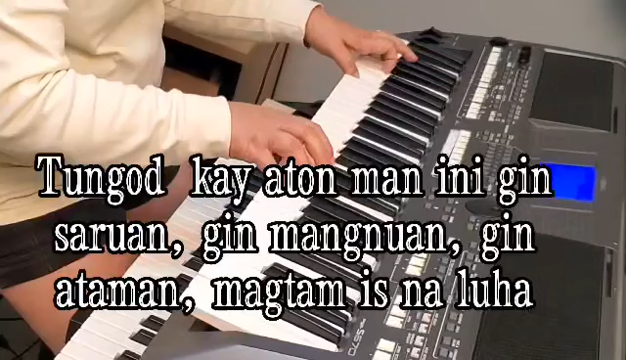 Tungod kay aton man ini gin
saruan, gin mangnuan, gin
ataman, magtam is na luha